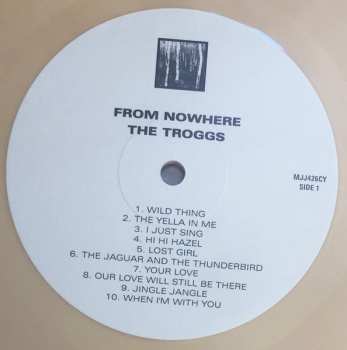 FROM NOWHERE
THE TROGGS
MJJ426CY
SIDE 1
1. WILD THING
2. THE YELLA IN ME
3. I JUST SING
4. HI HI HAZEL
5. LOST GIRL
6. THE JAGUAR AND THE THUNDERBIRD
7. YOUR LOVE
8. OUR LOVE WILL STILL BE THERE
9. JINGLE JANGLE
10. WHEN I'M WITH YOU